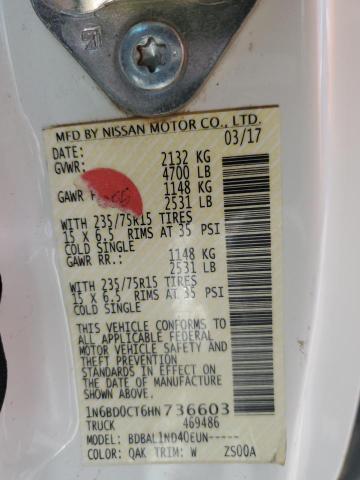 MFD BY NISSAN MOTOR CO., LTD.
DATE: 03/17
GVWR: 2132 KG
4700 LB
GAWR 1148 KG
2531 LB
WITH 235/75R15 TIRES
15 X 6.5 RIMS AT 35 PSI
COLD SINGLE
GAWR RR.: 1148 KG
2531 LB
WITH 235/75R15 TIRES
15 X 6.5 RIMS AT 35 PSI
COLD SINGLE
THIS VEHICLE CONFORMS TO
ALL APPLICABLE FEDERAL
MOTOR VEHICLE SAFETY THEFT PREVENTION
STANDARDS IN EFFECT ON
THE DATE OF MANUFACTURE
SHOWN ABOVE.
1N6BD0CT6HN736603
TRUCK 469486
MODEL: BDBAL1ND40EUN-----
COLOR: QAK TRIM: W ZS00A